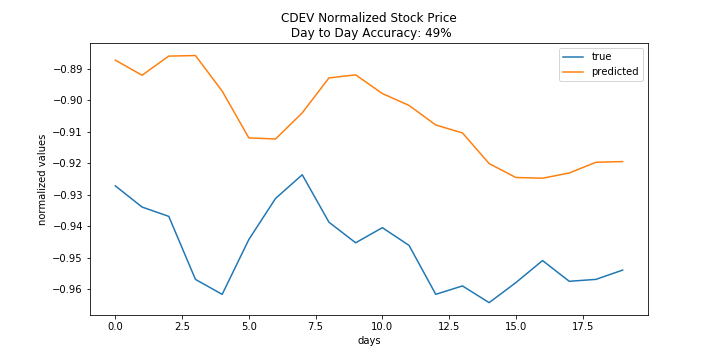 CDEV Normalized Stock Price
Day to Day Accuracy: 49%
true
predicted
−0.89
−0.90
−0.91
−0.92
−0.93
−0.94
−0.95
−0.96
normalized values
0.0 2.5 5.0 7.5 10.0 12.5 15.0 17.5
days